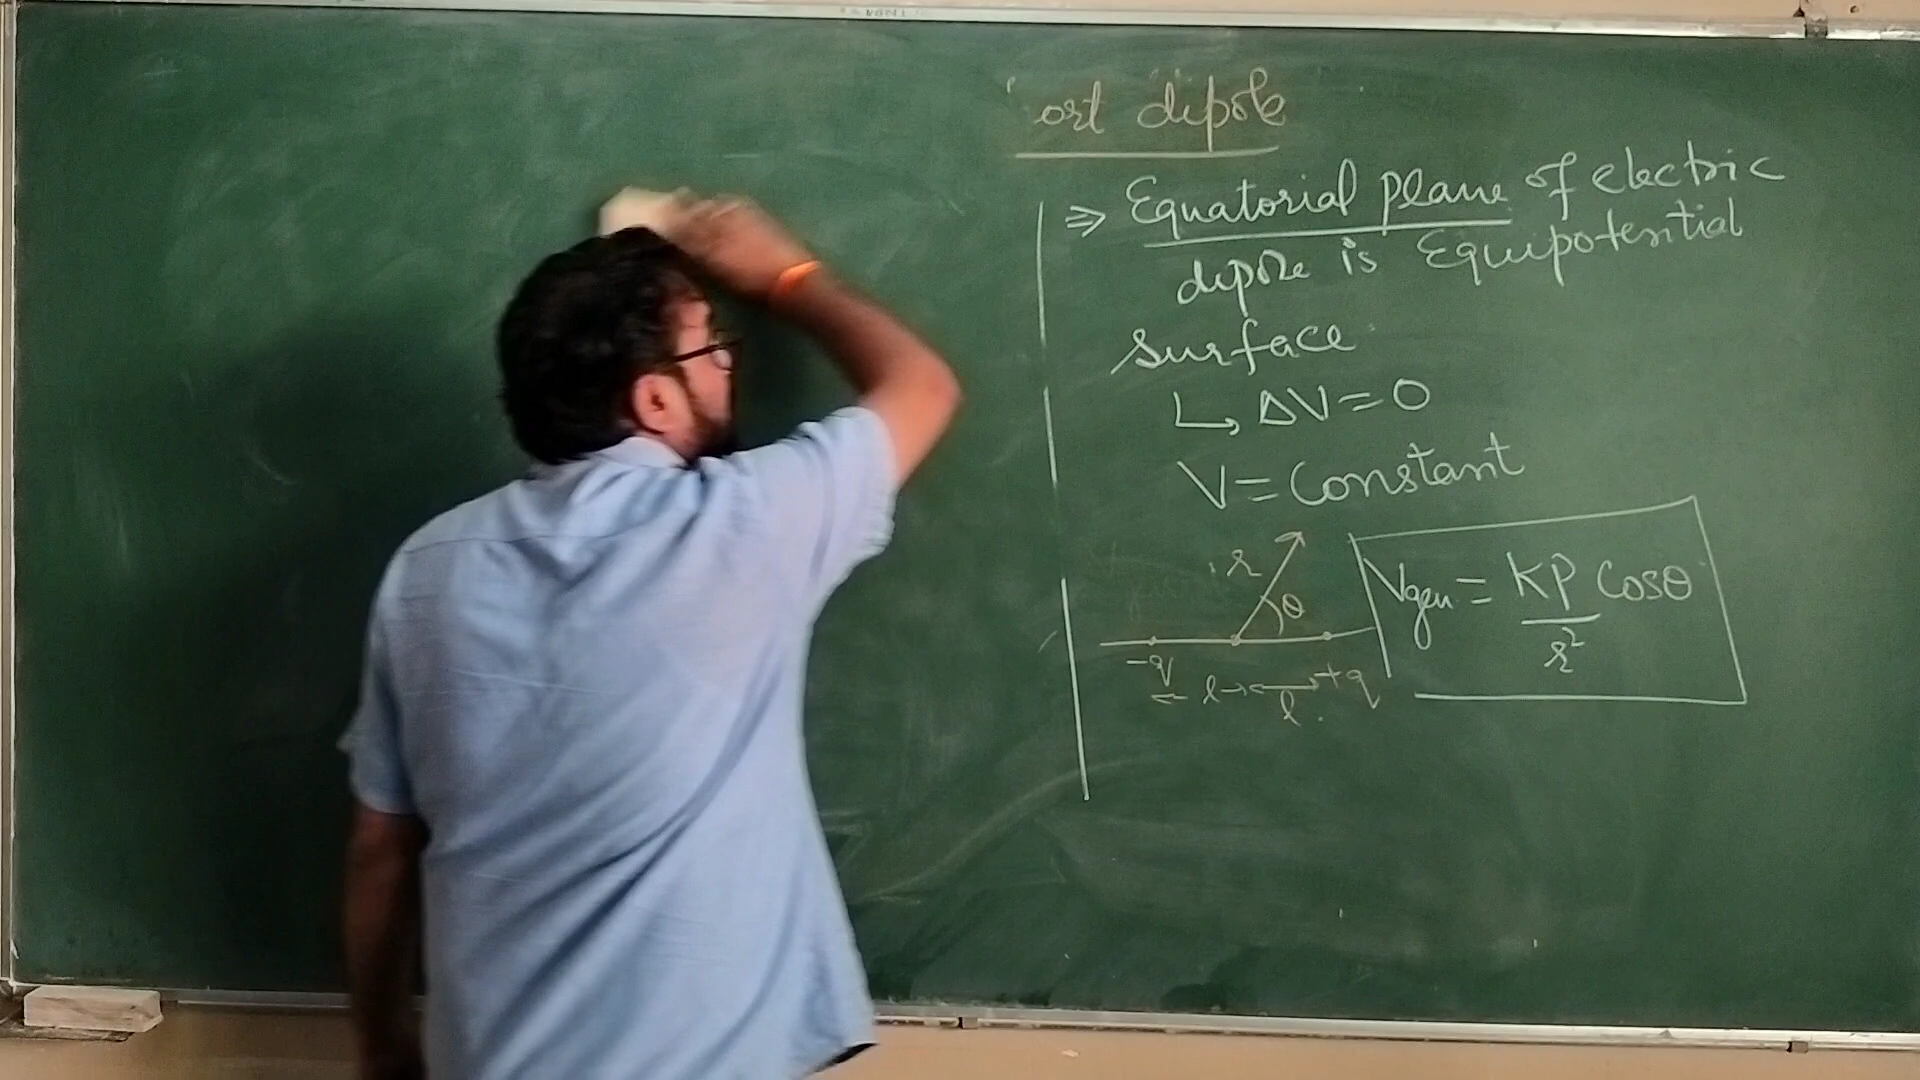 ort dipole
⇒ Equatorial plane of electric
dipole is Equipotential
surface
↳ ΔV = 0
V = Constant
r
θ
-q
+q
← l →← l →
Vgen = KP Cosθ / r²